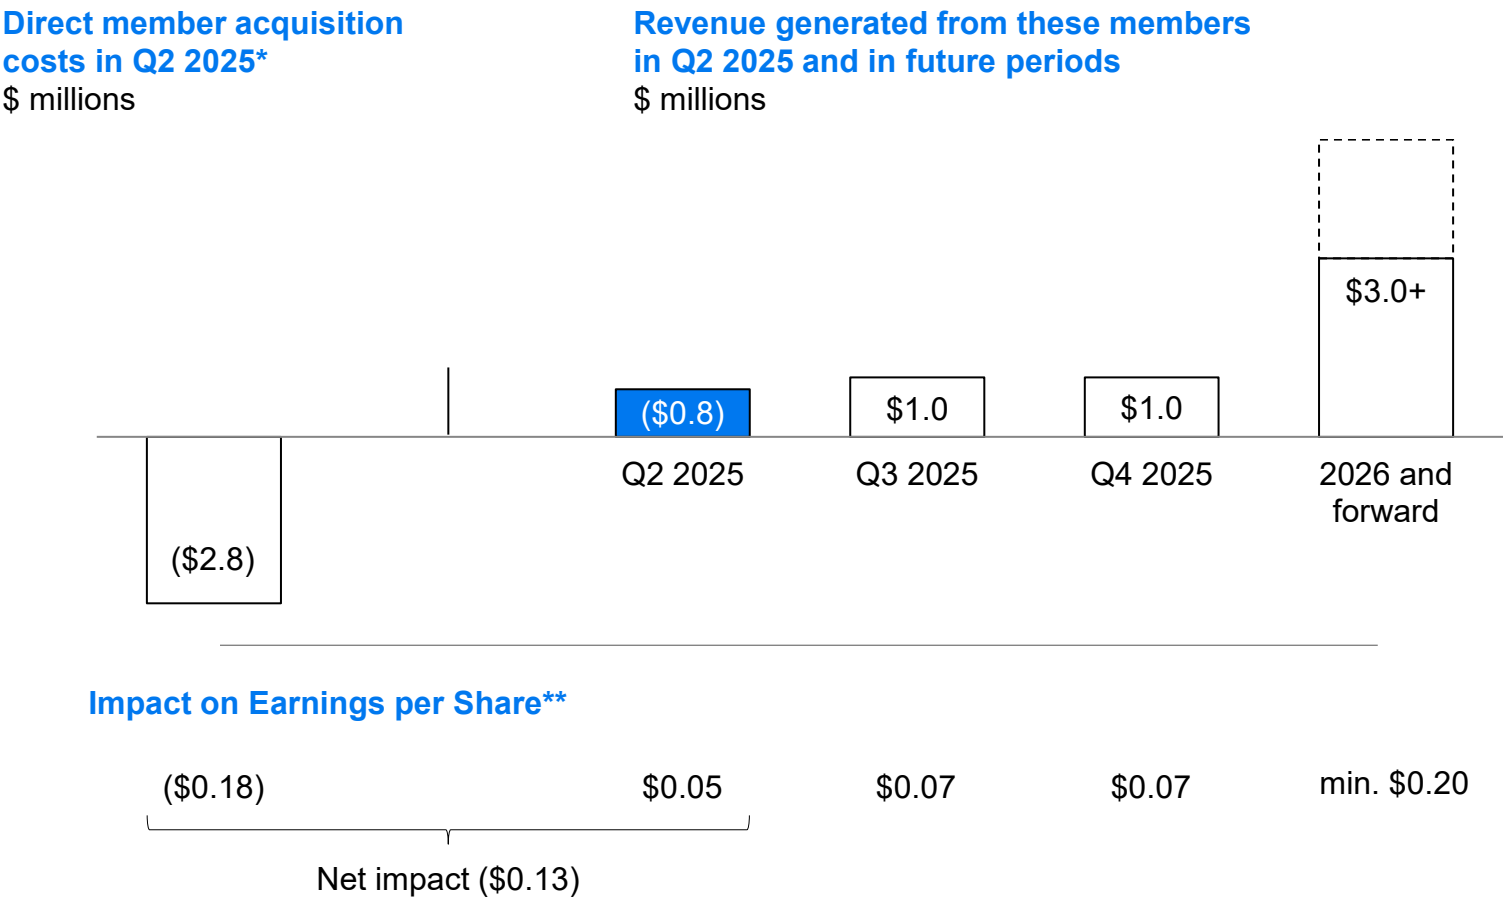 Direct member acquisition
costs in Q2 2025*
$ millions
Revenue generated from these members
in Q2 2025 and in future periods
$ millions
$3.0+
($0.8)
$1.0
$1.0
Q2 2025
Q3 2025
Q4 2025
2026 and
forward
($2.8)
Impact on Earnings per Share**
($0.18)
$0.05
$0.07
$0.07
min. $0.20
Net impact ($0.13)